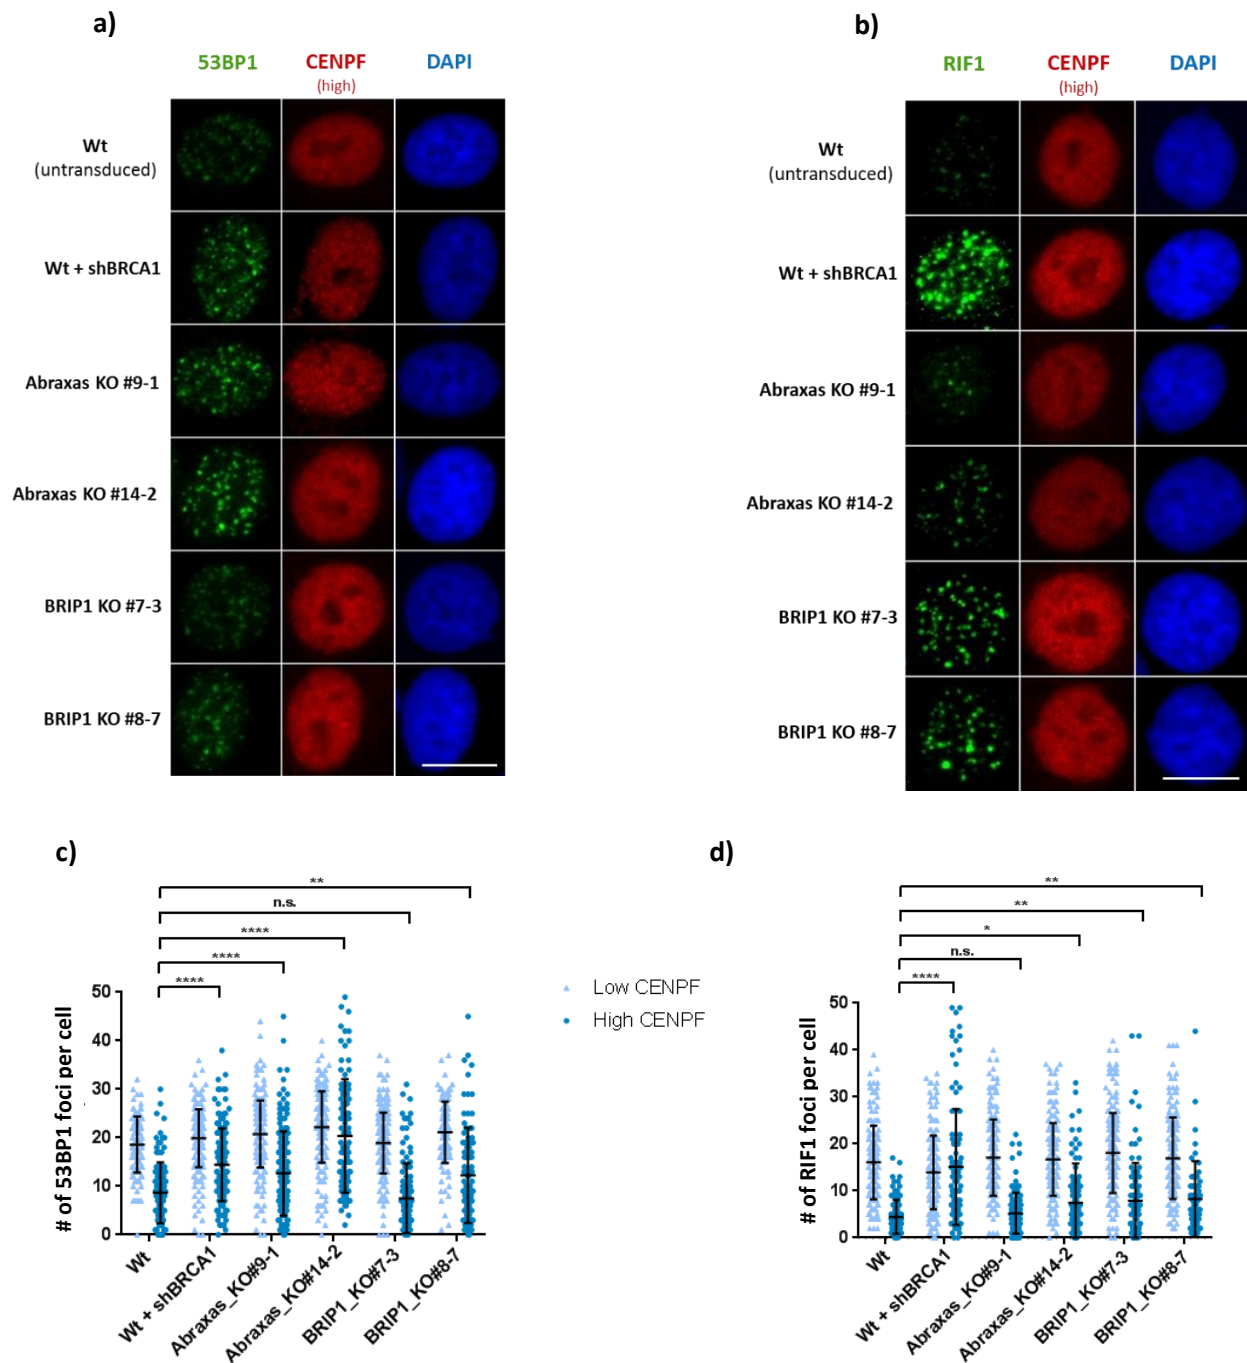 a)
53BP1 CENPF DAPI
(high)
Wt
(untransduced)
Wt + shBRCA1
Abraxas KO #9-1
Abraxas KO #14-2
BRIP1 KO #7-3
BRIP1 KO #8-7
b)
RIF1 CENPF DAPI
(high)
Wt
(untransduced)
Wt + shBRCA1
Abraxas KO #9-1
Abraxas KO #14-2
BRIP1 KO #7-3
BRIP1 KO #8-7
c)
**
n.s.
****
****
****
# of 53BP1 foci per cell
50
40
30
20
10
0
Wt
Wt + shBRCA1
Abraxas_KO#9-1
Abraxas_KO#14-2
BRIP1_KO#7-3
BRIP1_KO#8-7
Low CENPF
High CENPF
d)
**
**
*
n.s.
****
# of RIF1 foci per cell
50
40
30
20
10
0
Wt
Wt + shBRCA1
Abraxas_KO#9-1
Abraxas_KO#14-2
BRIP1_KO#7-3
BRIP1_KO#8-7